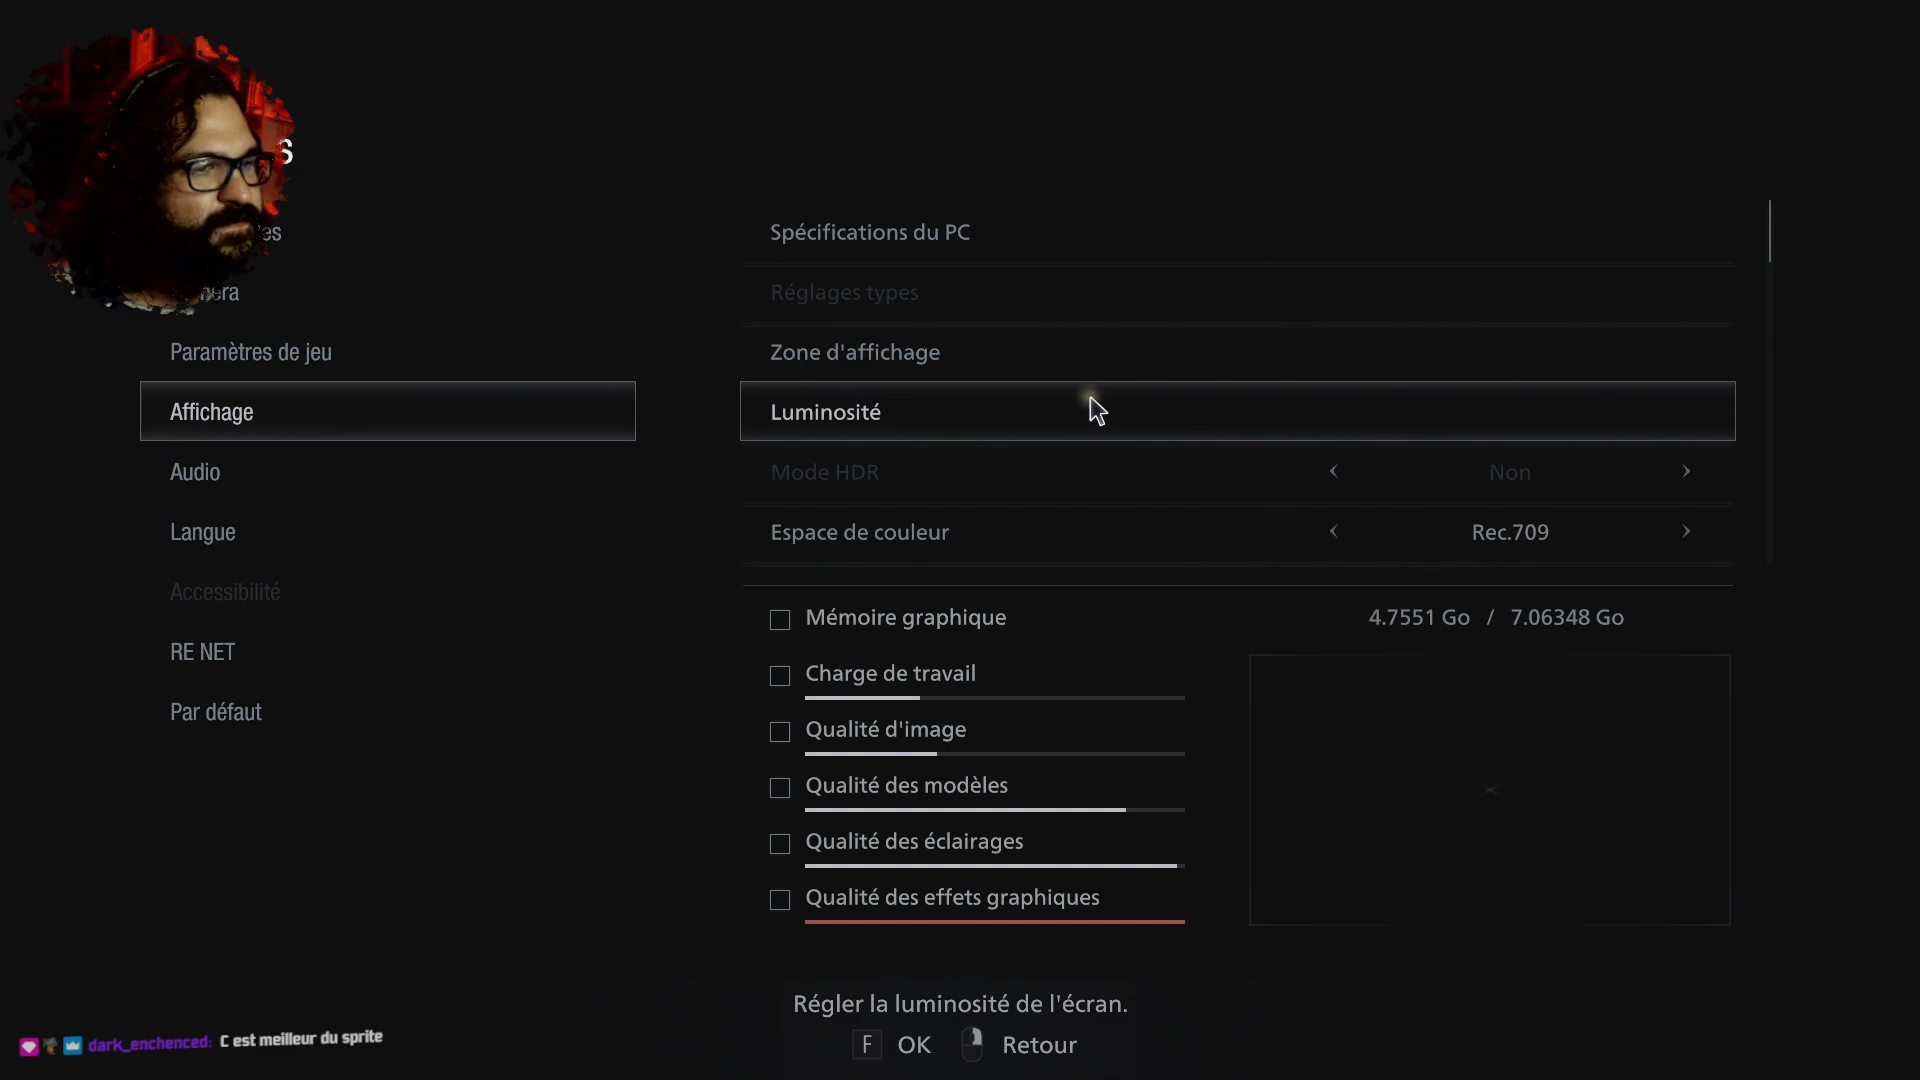 s
es
era
Paramètres de jeu
Affichage
Audio
Langue
Accessibilité
RE NET
Par défaut
Spécifications du PC
Réglages types
Zone d'affichage
Luminosité
Mode HDR < Non >
Espace de couleur < Rec.709 >
Mémoire graphique 4.7551 Go / 7.06348 Go
Charge de travail
Qualité d'image
Qualité des modèles
Qualité des éclairages
Qualité des effets graphiques
Régler la luminosité de l'écran.
F OK Retour
dark_enchenced: C est meilleur du sprite